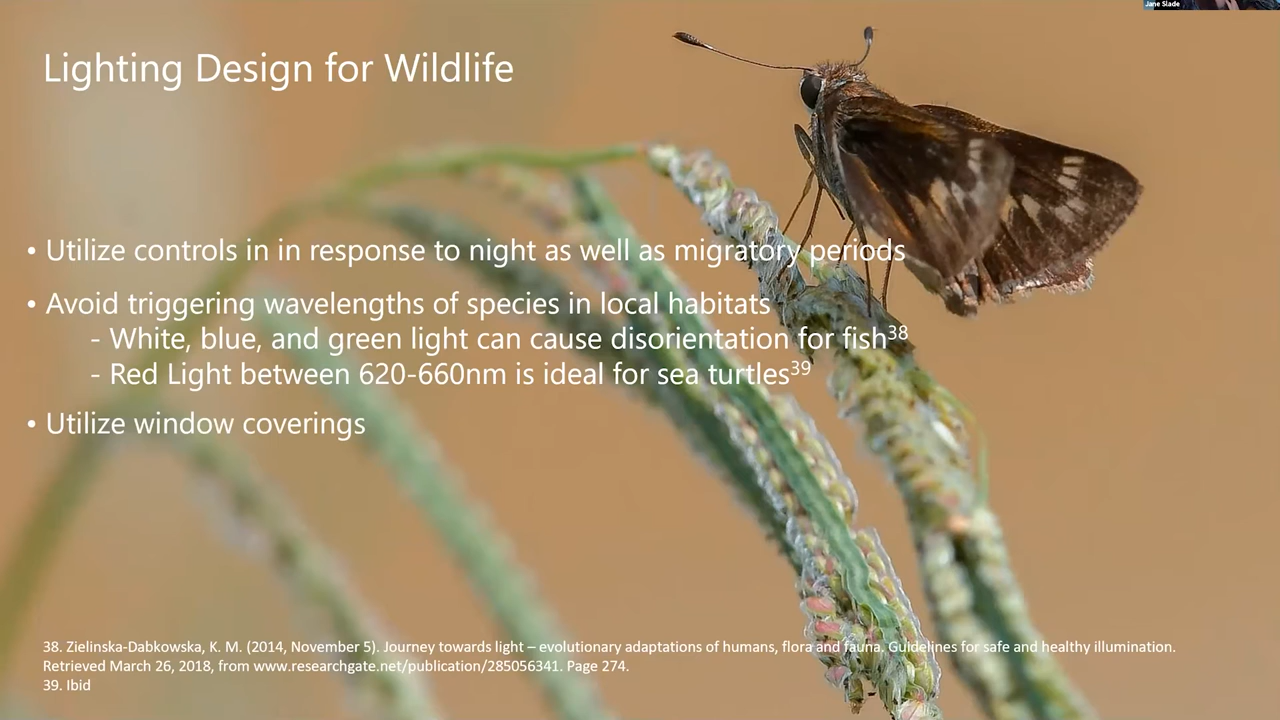 Jane Slade
Lighting Design for Wildlife
• Utilize controls in in response to night as well as migratory periods
• Avoid triggering wavelengths of species in local habitats
- White, blue, and green light can cause disorientation for fish38
- Red Light between 620-660nm is ideal for sea turtles39
• Utilize window coverings
38. Zielinska-Dabkowska, K. M. (2014, November 5). Journey towards light – evolutionary adaptations of humans, flora and fauna. Guidelines for safe and healthy illumination.
Retrieved March 26, 2018, from www.researchgate.net/publication/285056341. Page 274.
39. Ibid